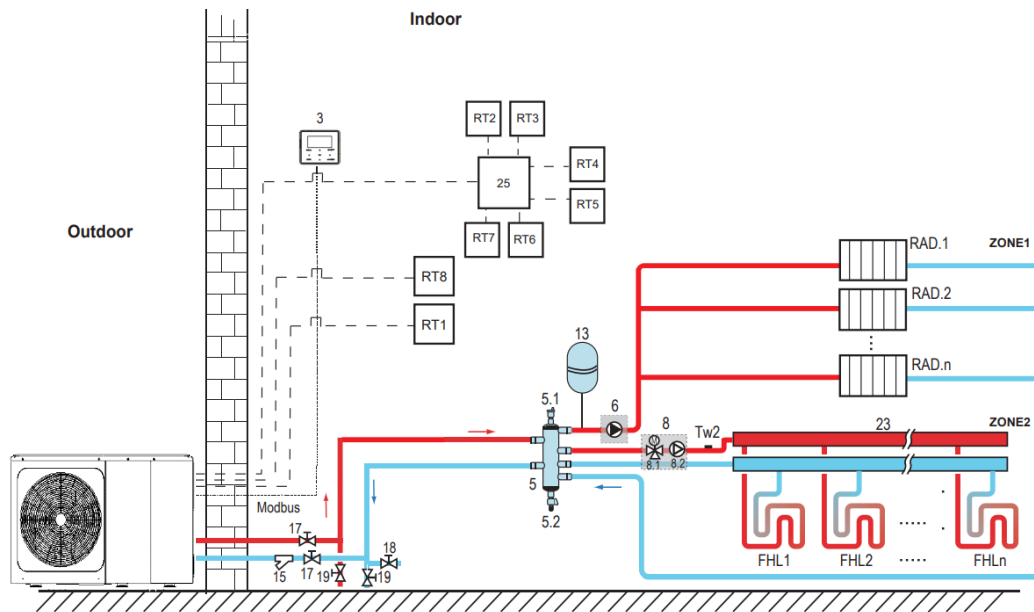 Indoor
Outdoor
3
RT2
RT3
25
RT4
RT5
RT7
RT6
RT8
RT1
Modbus
17
15
17
19
19
18
13
5.1
6
5
5.2
8
M
8.1
8.2
Tw2
RAD.1
ZONE1
RAD.2
RAD.n
ZONE2
23
FHL1
FHL2
FHLn